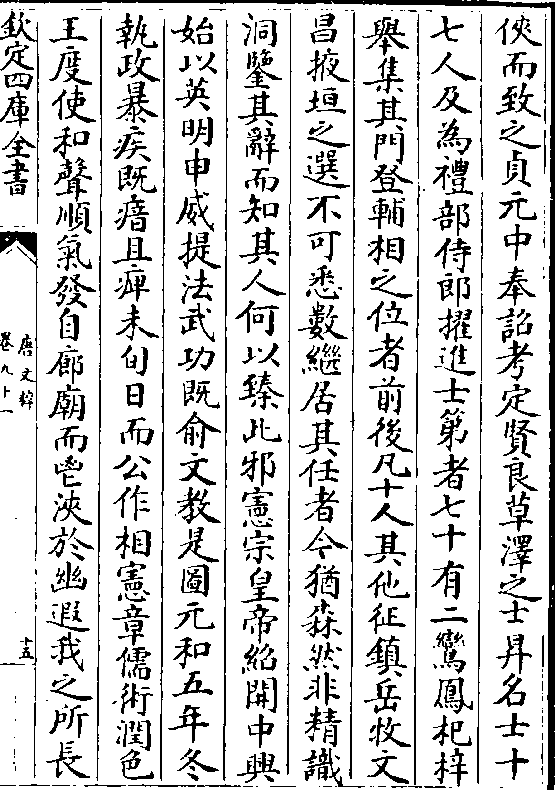 俠而致之貞元中奉詔考定賢良草澤之士昇名士十
七人及為禮部侍郎擢進士第者七十有二鸞鳳杞梓
舉集其門登輔相之位者前後凡十人其他征鎮岳牧文
昌掖垣之選不可悉數繼居其任者今猶森然非精識
洞鑒其辭而知其人何以臻此邪憲宗皇帝紹開中興
始以英明申威提法武功既俞文教是圖元和五年冬
執政暴疾既瘖且痺未旬日而公作相憲章儒術潤色
王度使和聲順氣發自廊廟而鬯浹於幽遐我之所長
欽定四庫全書
唐文粹
卷九十一
十五